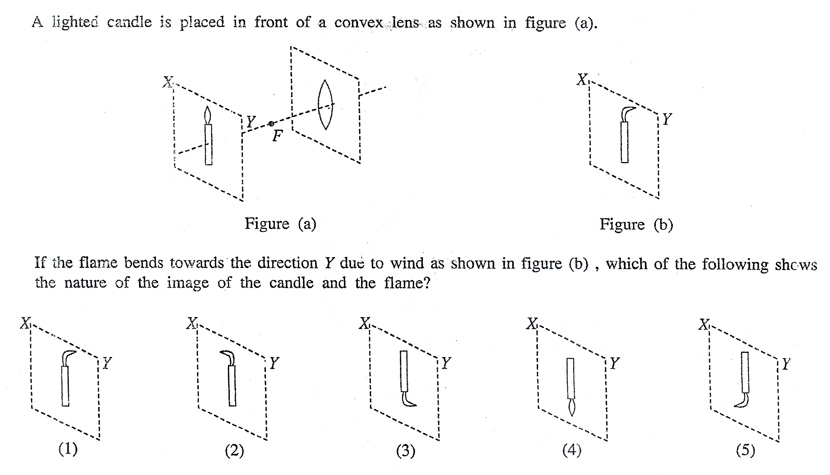 A lighted candle is placed in front of a convex lens as shown in figure (a).
X
Y
F
X
Y
Figure (a)
Figure (b)
If the flame bends towards the direction Y due to wind as shown in figure (b) , which of the following shows
the nature of the image of the candle and the flame?
X
Y
X
Y
X
Y
X
Y
X
Y
(1)
(2)
(3)
(4)
(5)